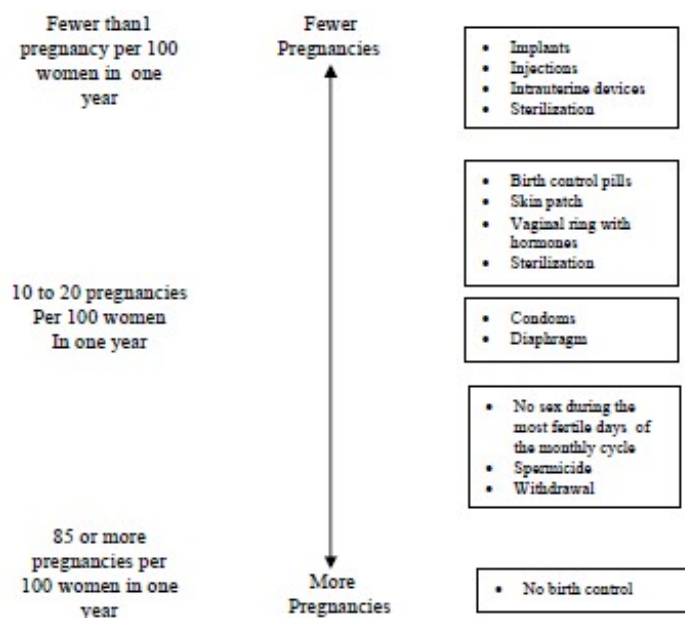 Fewer than1
pregnancy per 100
women in one
year
Fewer
Pregnancies
• Implants
• Injections
• Intrauterine devices
• Sterilization
• Birth control pills
• Skin patch
• Vaginal ring with
hormones
• Sterilization
10 to 20 pregnancies
Per 100 women
In one year
• Condoms
• Diaphragm
• No sex during the
most fertile days of
the monthly cycle
• Spermicide
• Withdrawal
85 or more
pregnancies per
100 women in one
year
More
Pregnancies
• No birth control